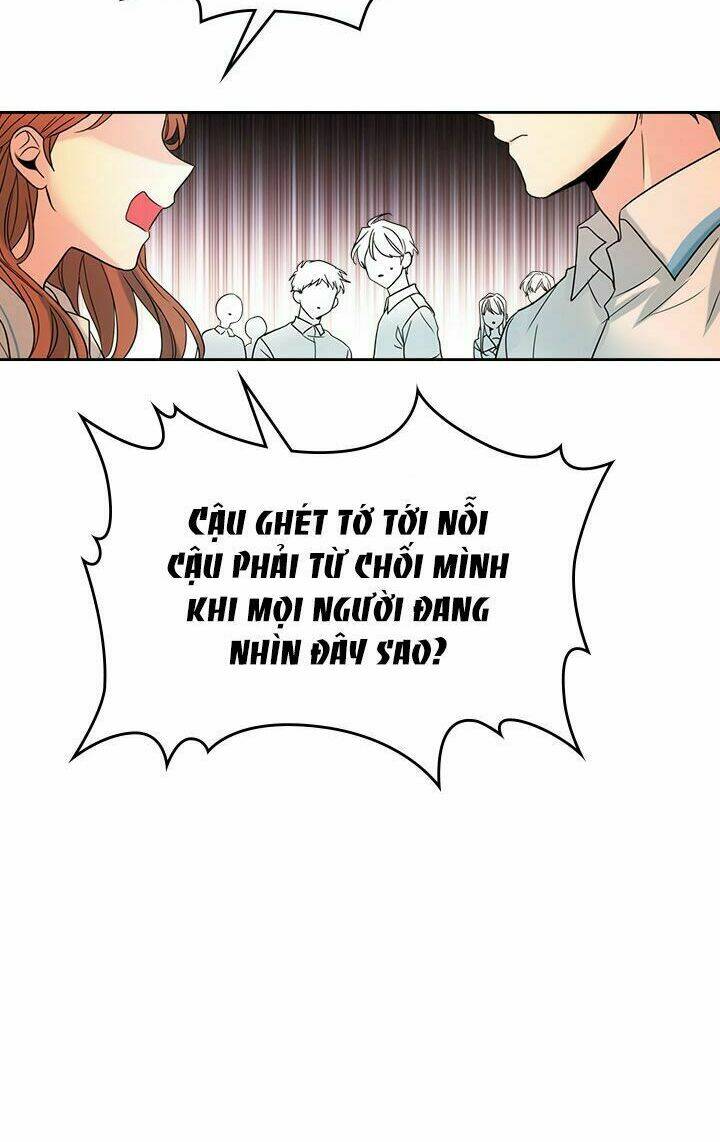 CẬU GHÉT TỚ TỚI NỖI
CẬU PHẢI TỪ CHỐI MÌNH
KHI MỌI NGƯỜI ĐANG
NHÌN ĐÂY SAO?